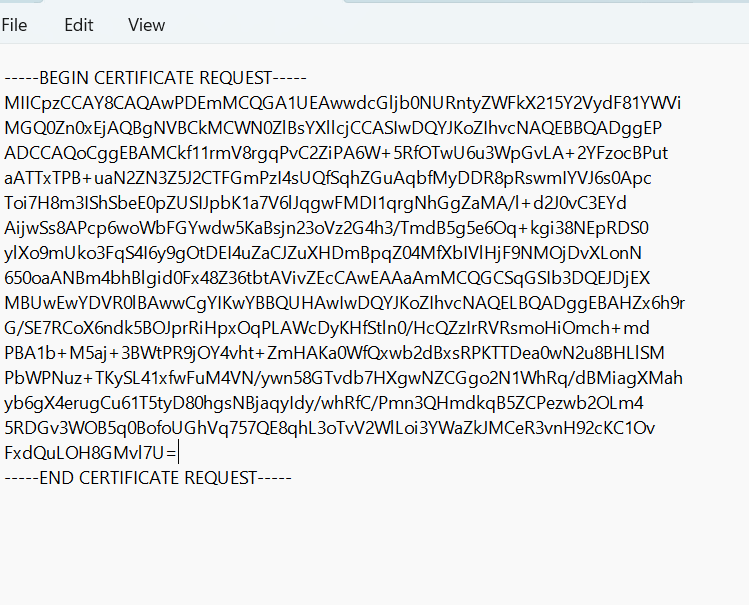 File Edit View
-----BEGIN CERTIFICATE REQUEST-----
MIICpzCCAY8CAQAwPDEmMCQGA1UEAwwdcGljb0NURntyZWFkX215Y2VydF81YWVi
MGQ0Zn0xEjAQBgNVBCkMCWN0ZlBsYXllcjCCASIwDQYJKoZIhvcNAQEBBQADggEP
ADCCAQoCggEBAMCkf11rmV8rgqPvC2ZiPA6W+5RfOTwU6u3WpGvLA+2YFzocBPut
aATTxTPB+uaN2ZN3Z5J2CTFGmPzI4sUQfSqhZGuAqbfMyDDR8pRswmIYVJ6s0Apc
Toi7H8m3IShSbeE0pZUSIJpbK1a7V6lJqgwFMDI1qrgNhGgZaMA/l+d2J0vC3EYd
AijwSs8APcp6woWbFGYwdw5KaBsjn23oVz2G4h3/TmdB5g5e6Oq+kgi38NEpRDS0
ylXo9mUko3FqS4I6y9gOtDEI4uZaCJZuXHDmBpqZ04MfXbIVlHjF9NMOjDvXLonN
650oaANBm4bhBlgid0Fx48Z36tbtAVivZEcCAwEAAaAmMCQGCSqGSIb3DQEJDjEX
MBUwEwYDVR0lBAwwCgYIKwYBBQUHAwIwDQYJKoZIhvcNAQELBQADggEBAHZx6h9r
G/SE7RCoX6ndk5BOJprRiHpxOqPLAWcDyKHfStln0/HcQZzIrRVRsmoHiOmch+md
PBA1b+M5aj+3BWtPR9jOY4vht+ZmHAKa0WfQxwb2dBxsRPKTTDea0wN2u8BHLlSM
PbWPNuz+TKySL41xfwFuM4VN/ywn58GTvdb7HXgwNZCGgo2N1WhRq/dBMiagXMah
yb6gX4erugCu61T5tyD80hgsNBjaqyIdy/whRfC/Pmn3QHmdkqB5ZCPezwb2OLm4
5RDGv3WOB5q0BofoUGhVq757QE8qhL3oTvV2WlLoi3YWaZkJMCeR3vnH92cKC1Ov
FxdQuLOH8GMvl7U=
-----END CERTIFICATE REQUEST-----